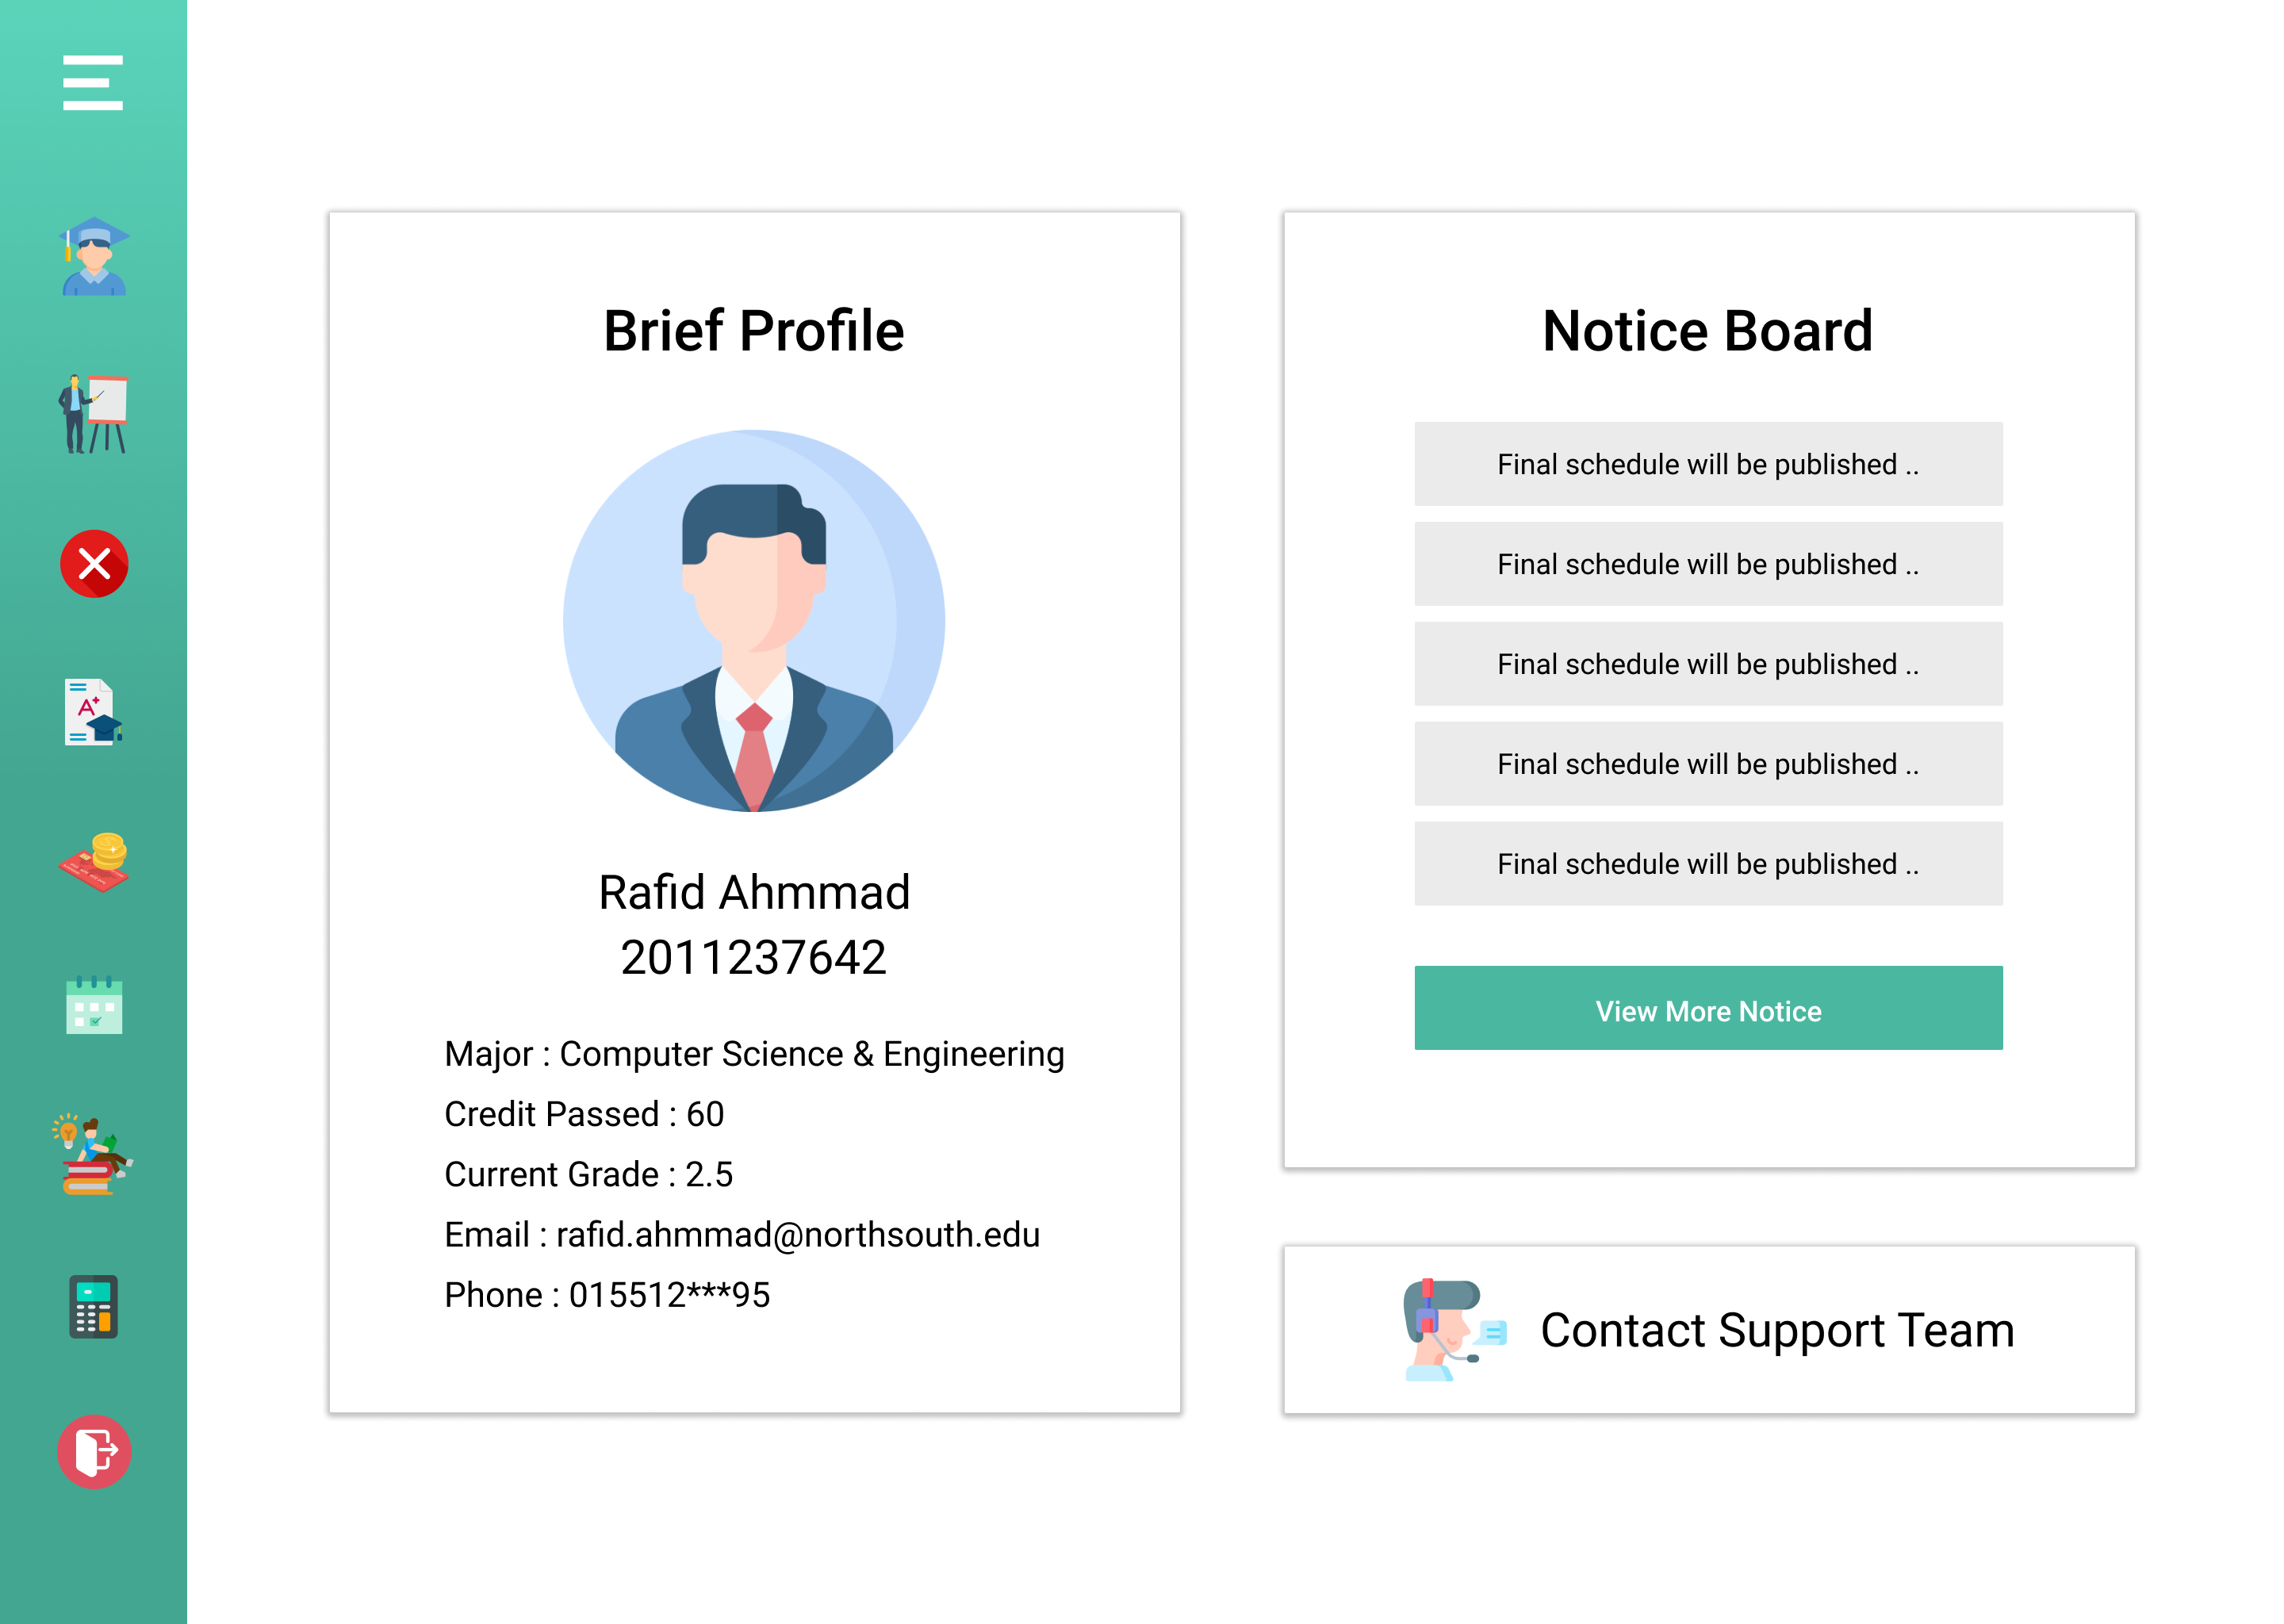 Brief Profile
Rafid Ahmmad
2011237642
Major : Computer Science & Engineering
Credit Passed : 60
Current Grade : 2.5
Email : rafid.ahmmad@northsouth.edu
Phone : 015512***95
Notice Board
Final schedule will be published ..
Final schedule will be published ..
Final schedule will be published ..
Final schedule will be published ..
Final schedule will be published ..
View More Notice
Contact Support Team
A+